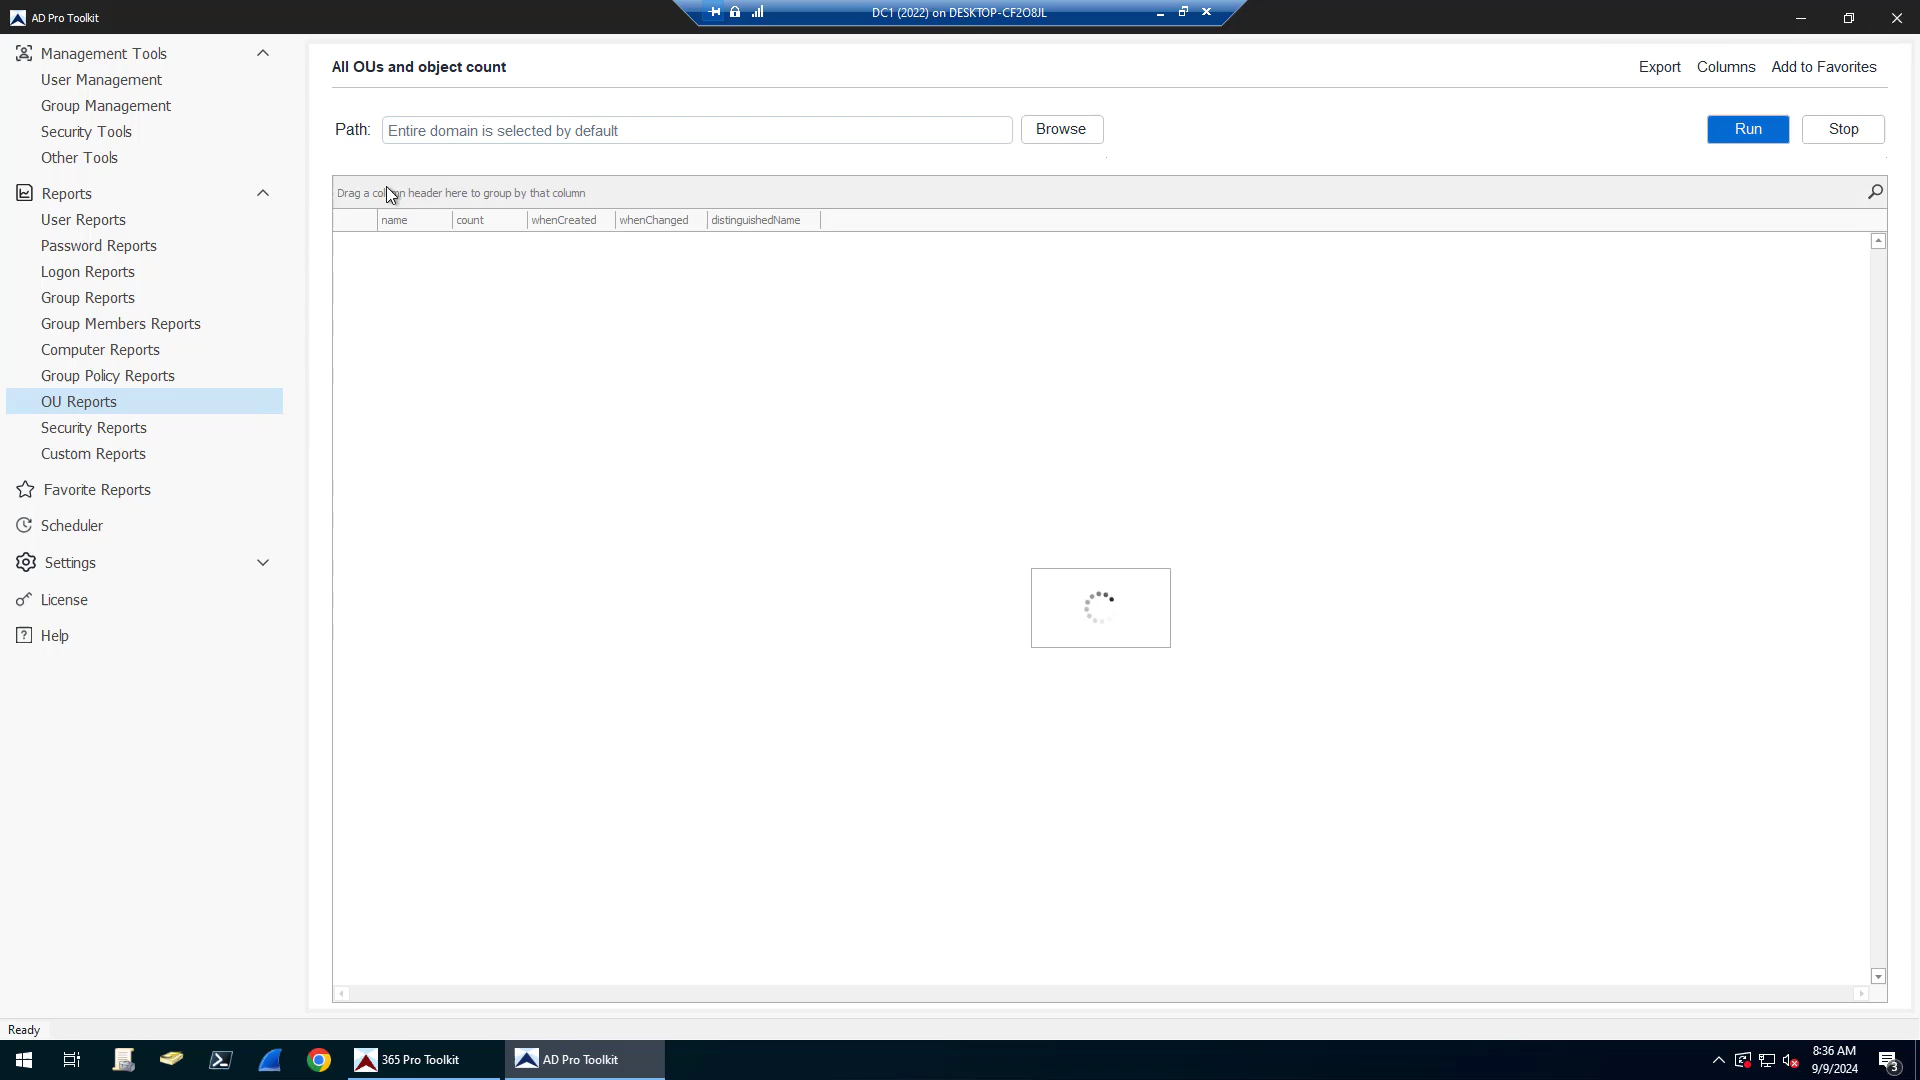 AD Pro Toolkit
DC1 (2022) on DESKTOP-CF2O8JL
Management Tools
User Management
Group Management
Security Tools
Other Tools
Reports
User Reports
Password Reports
Logon Reports
Group Reports
Group Members Reports
Computer Reports
Group Policy Reports
OU Reports
Security Reports
Custom Reports
Favorite Reports
Scheduler
Settings
License
Help
All OUs and object count
Export Columns Add to Favorites
Path: Entire domain is selected by default Browse Run Stop
Drag a column header here to group by that column
name count whenCreated whenChanged distinguishedName
Ready
365 Pro Toolkit
AD Pro Toolkit
8:36 AM
9/9/2024
3